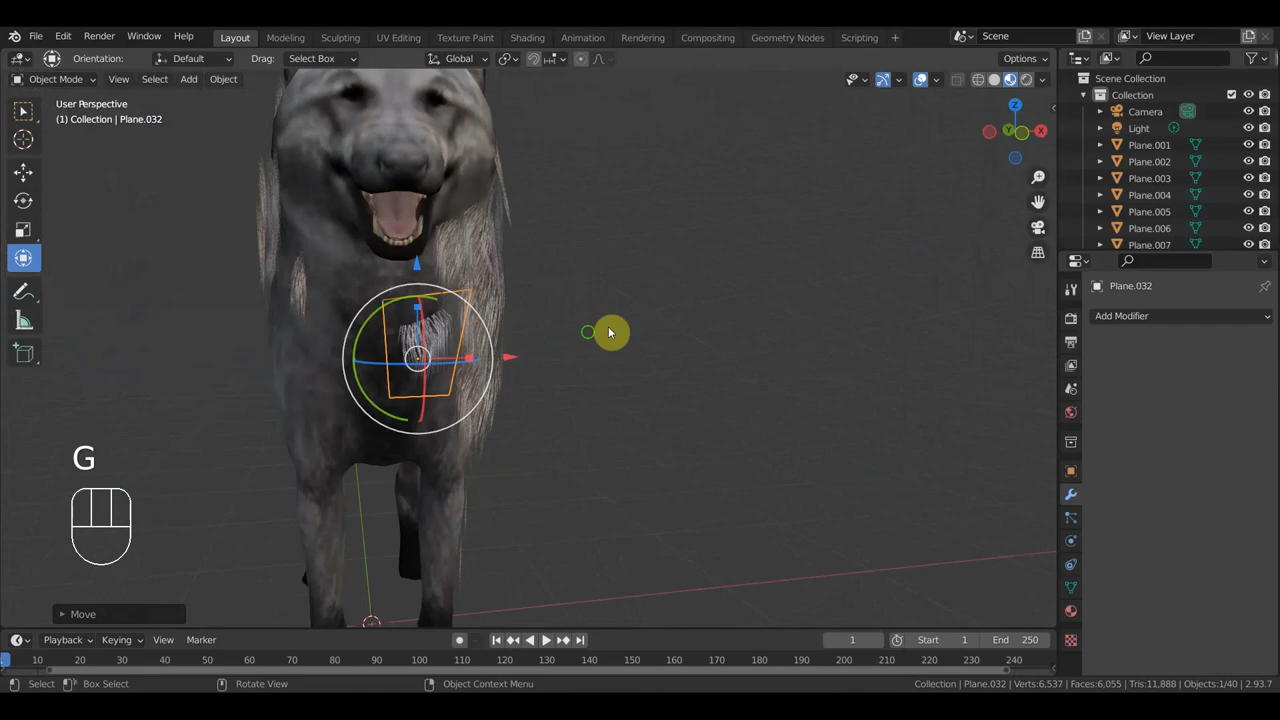 File Edit Render Window Help Layout Modeling Sculpting UV Editing Texture Paint Shading Animation Rendering Compositing Geometry Nodes Scripting + Scene View Layer
Orientation: Default Drag: Select Box Global Options
Object Mode View Select Add Object
User Perspective
(1) Collection | Plane.032
Scene Collection
Collection
Camera
Light
Plane.001
Plane.002
Plane.003
Plane.004
Plane.005
Plane.006
Plane.007
Z
Y X
Plane.032
Add Modifier
G
Move
Playback Keying View Marker 1 Start 1 End 250
10 20 30 40 50 60 70 80 90 100 110 120 130 140 150 160 170 180 190 200 210 220 230 240
Select Box Select Rotate View Object Context Menu Collection | Plane.032 | Verts:6,537 | Faces:6,055 | Tris:11,888 | Objects:1/40 | 2.93.7